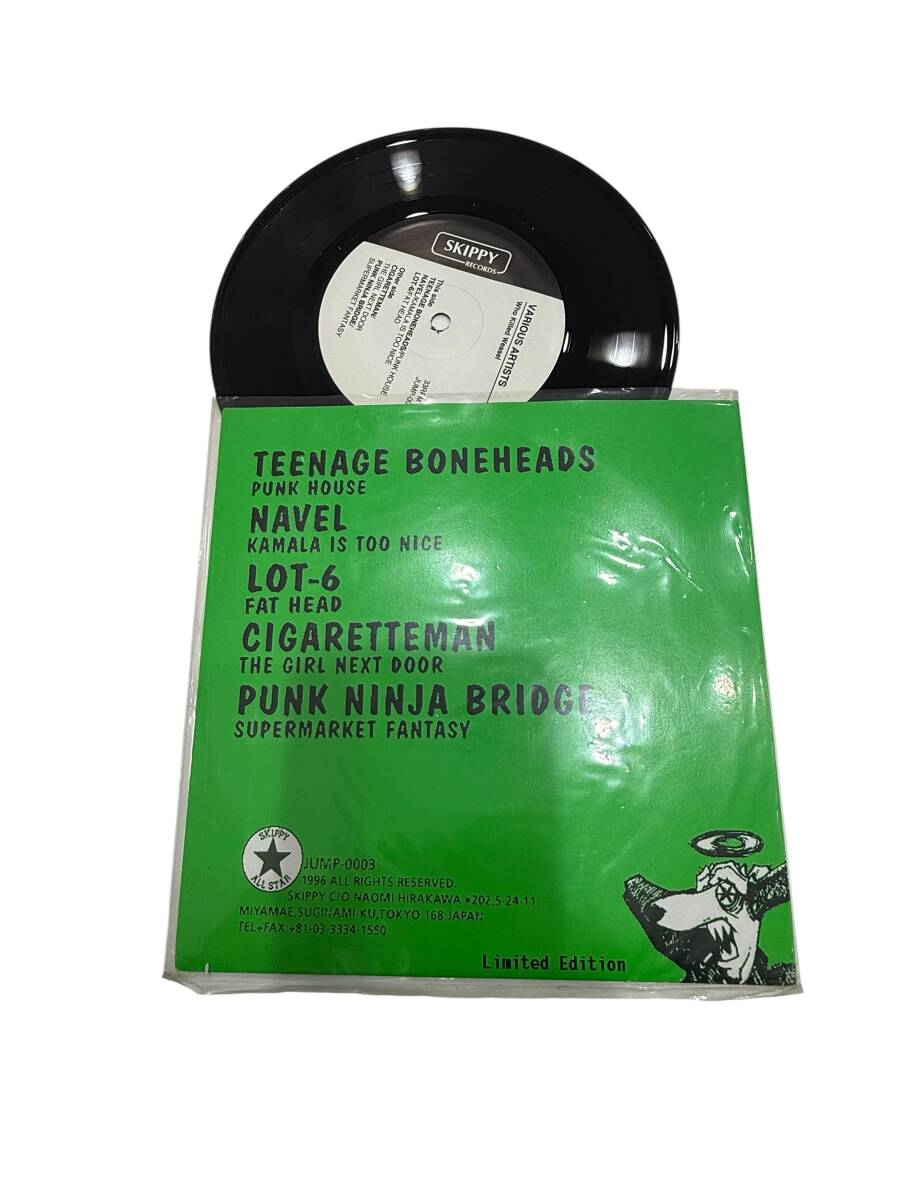 SKIPPY
RECORDS
VARIOUS ARTISTS
Who Killed Weasel
This side
TEENAGE BONEHEADS/PUNK HOUSE
NAVEL/KAMALA IS TOO NICE
LOT-6/FAT HEAD
Other side
CIGARETTEMAN/
THE GIRL NEXT DOOR
PUNK NINJA BRIDGE/
SUPERMARKET FANTASY
TEENAGE BONEHEADS
PUNK HOUSE
NAVEL
KAMALA IS TOO NICE
LOT-6
FAT HEAD
CIGARETTEMAN
THE GIRL NEXT DOOR
PUNK NINJA BRIDGE
SUPERMARKET FANTASY
SKIPPY
ALL STAR
JUMP-0003
1996 ALL RIGHTS RESERVED.
SKIPPY C/O NAOMI HIRAKAWA #202,5-24-11
MIYAMAE,SUGINAMI-KU,TOKYO 168 JAPAN
TEL+FAX:+81-03-3334 1550
Limited Edition